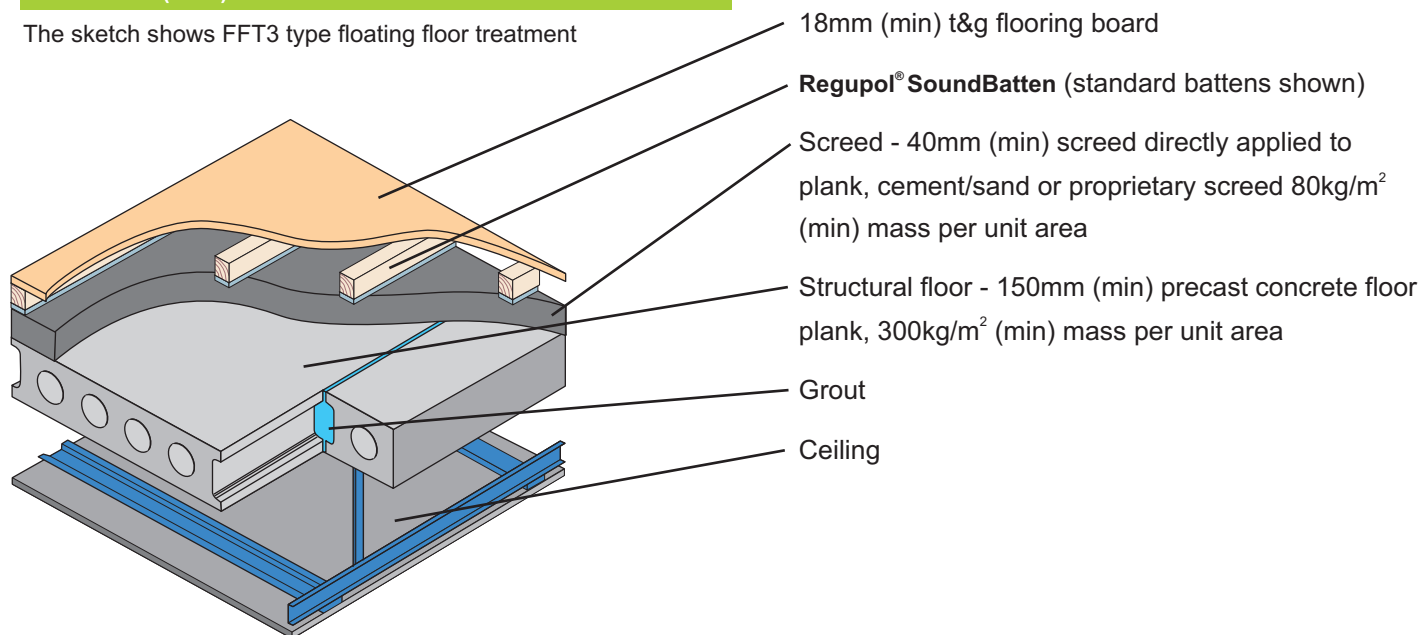 The sketch shows FFT3 type floating floor treatment
18mm (min) t&g flooring board
Regupol® SoundBatten (standard battens shown)
Screed - 40mm (min) screed directly applied to
plank, cement/sand or proprietary screed 80kg/m²
(min) mass per unit area
Structural floor - 150mm (min) precast concrete floor
plank, 300kg/m² (min) mass per unit area
Grout
Ceiling